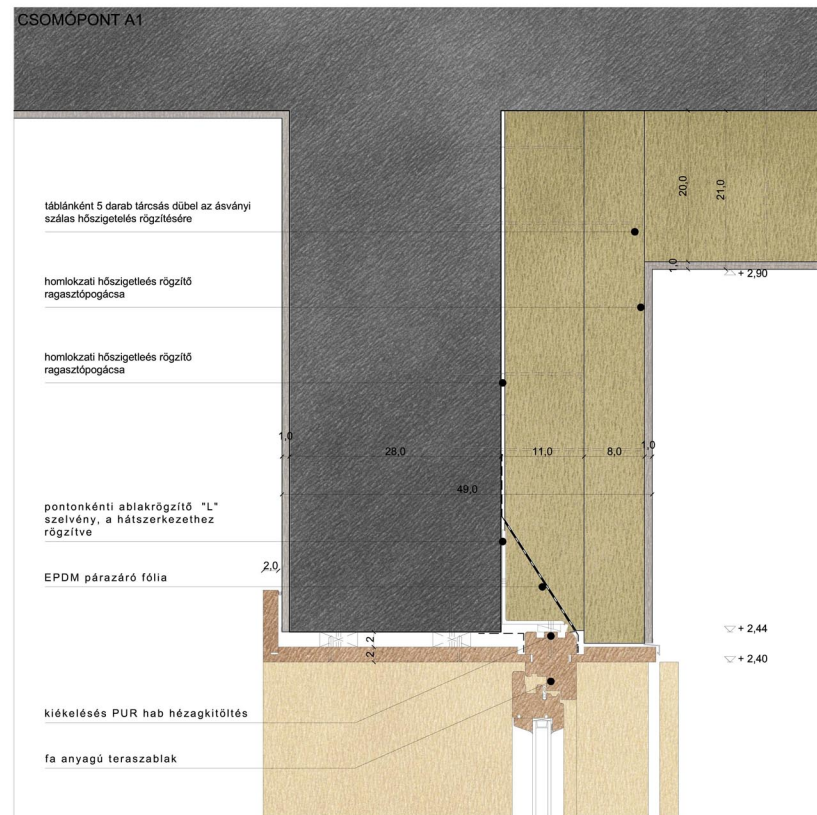 CSOMÓPONT A1
táblánként 5 darab tárcsás dübel az ásványi
szálas hőszigetelés rögzítésére
20,0
21,0
1,0
+ 2,90
homlokzati hőszigetleés rögzítő
ragasztópogácsa
homlokzati hőszigetleés rögzítő
ragasztópogácsa
1,0
28,0
11,0
8,0
1,0
49,0
pontonkénti ablakrögzítő "L"
szelvény, a hátszerkezethez
rögzítve
2,0
EPDM párazáró fólia
2
2
+ 2,44
+ 2,40
kiékelésés PUR hab hézagkitöltés
fa anyagú teraszablak